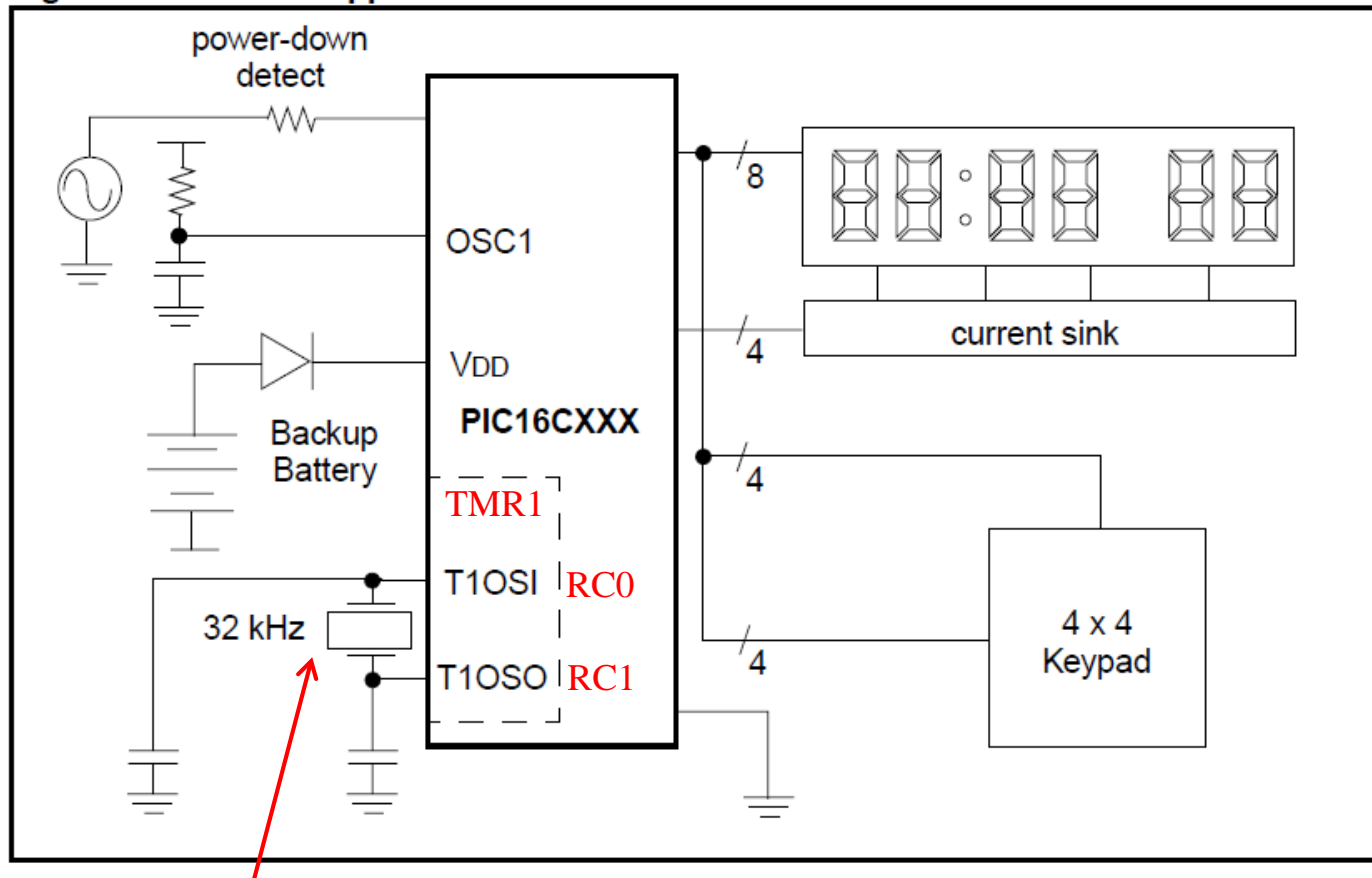 power-down
detect
OSC1
8
VDD
current sink
4
PIC16CXXX
Backup
Battery
4
TMR1
T1OSI
RC0
32 kHz
4 x 4
Keypad
4
T1OSO
RC1